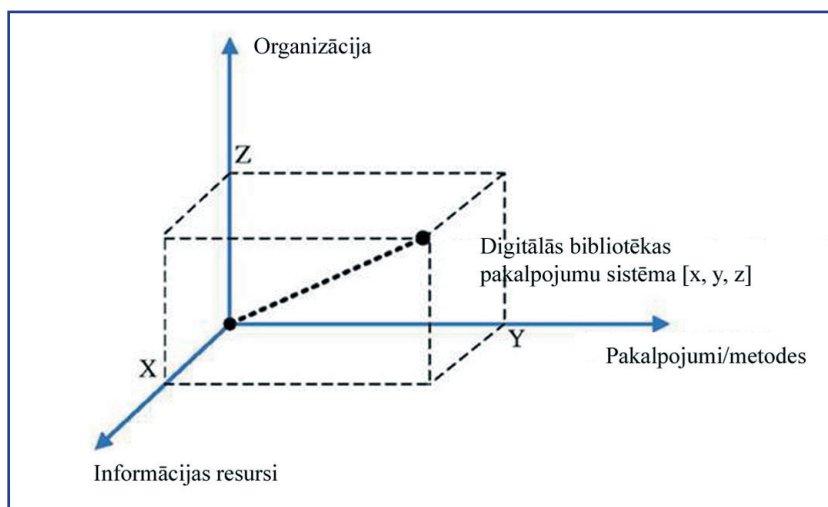 Organizācija
Z
Digitālās bibliotēkas
pakalpojumu sistēma [x, y, z]
Y
X
Pakalpojumi/metodes
Informācijas resursi